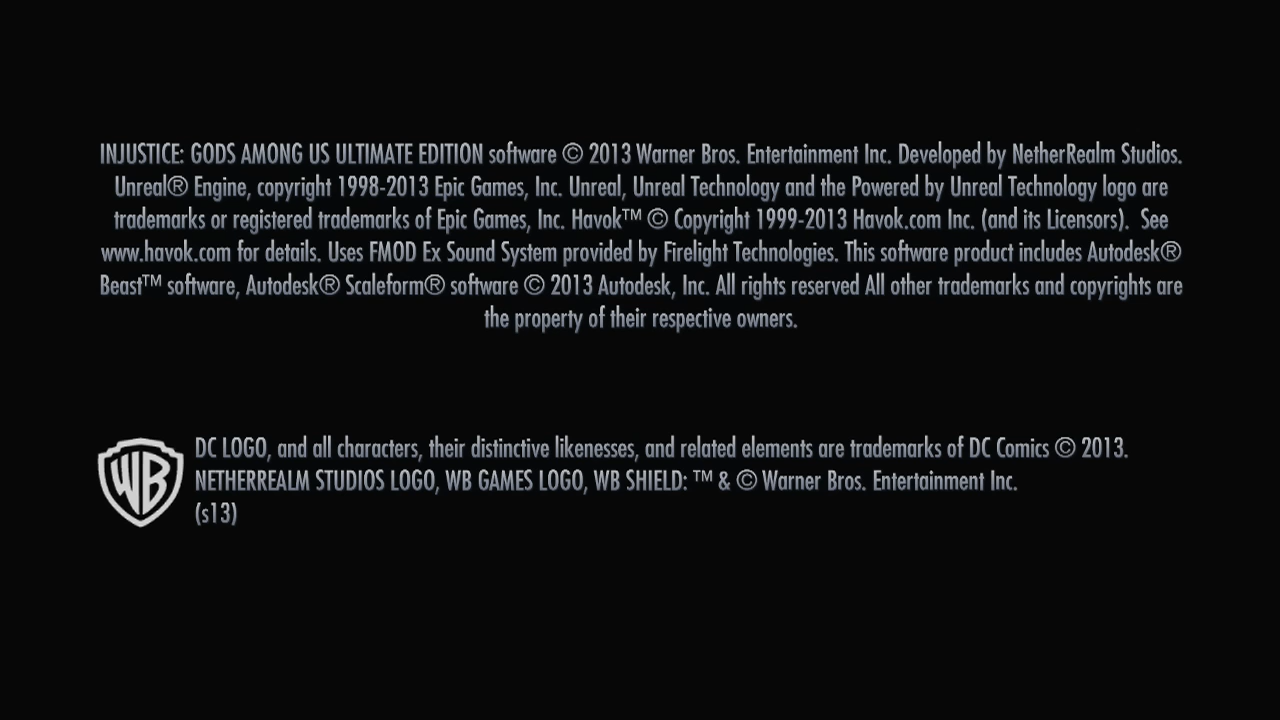 INJUSTICE: GODS AMONG US ULTIMATE EDITION software © 2013 Warner Bros. Entertainment Inc. Developed by NetherRealm Studios.
Unreal® Engine, copyright 1998-2013 Epic Games, Inc. Unreal, Unreal Technology and the Powered by Unreal Technology logo are
trademarks or registered trademarks of Epic Games, Inc. Havok™ © Copyright 1999-2013 Havok.com Inc. (and its Licensors).  See
www.havok.com for details. Uses FMOD Ex Sound System provided by Firelight Technologies. This software product includes Autodesk®
Beast™ software, Autodesk® Scaleform® software © 2013 Autodesk, Inc. All rights reserved All other trademarks and copyrights are
the property of their respective owners.
WB
DC LOGO, and all characters, their distinctive likenesses, and related elements are trademarks of DC Comics © 2013.
NETHERREALM STUDIOS LOGO, WB GAMES LOGO, WB SHIELD: ™ & © Warner Bros. Entertainment Inc.
(s13)